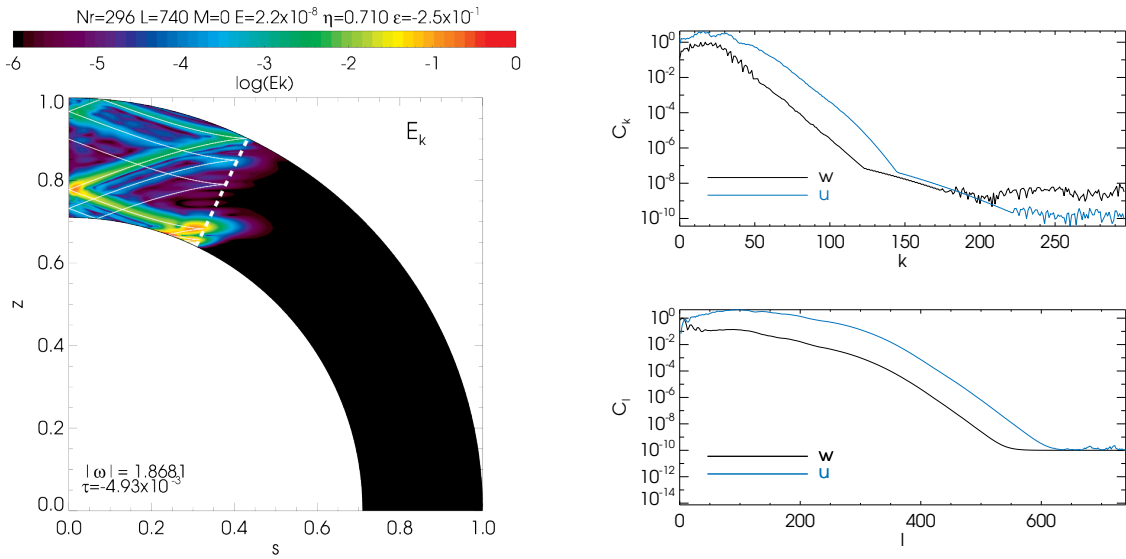 Nr=296 L=740 M=0 E=2.2x10⁻⁸ η=0.710 ε=-2.5x10⁻¹
-6 -5 -4 -3 -2 -1 0
log(Ek)
E_k
1.0
0.8
0.6
z
0.4
0.2
0.0
|ω| = 1.8681
τ=-4.93x10⁻³
0.0 0.2 0.4 0.6 0.8 1.0
s
10⁰
10⁻²
10⁻⁴
C_k
10⁻⁶
10⁻⁸
10⁻¹⁰
w
u
0 50 100 150 200 250
k
10⁰
10⁻²
10⁻⁴
10⁻⁶
C_l
10⁻⁸
10⁻¹⁰
10⁻¹²
10⁻¹⁴
w
u
0 200 400 600
l